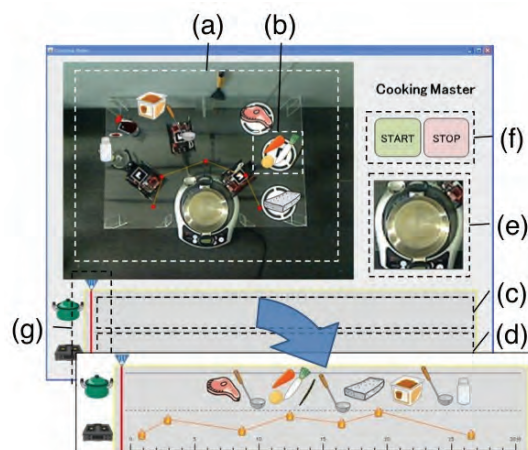 (a)
(b)
Cooking Master
START
STOP
(f)
(e)
(c)
(d)
(g)